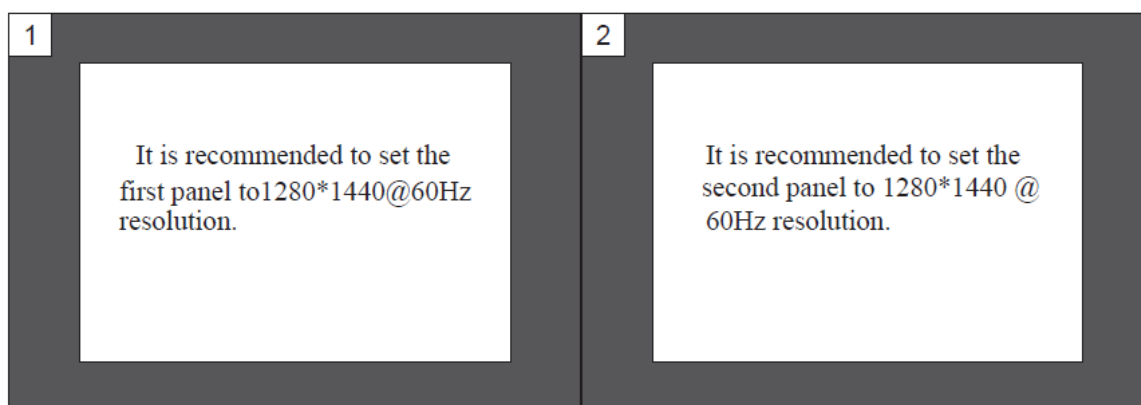 1
It is recommended to set the
first panel to1280*1440@60Hz
resolution.
2
It is recommended to set the
second panel to 1280*1440 @
60Hz resolution.